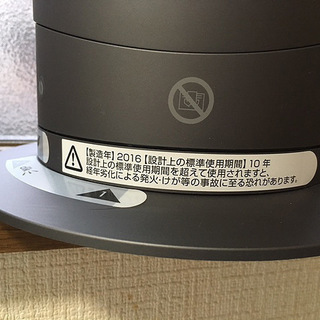 【製造年】2016【設計上の標準使用期間】10年
設計上の標準使用期間を超えて使用されますと、
経年劣化による発火・けが等の事故に至る恐れがあります。